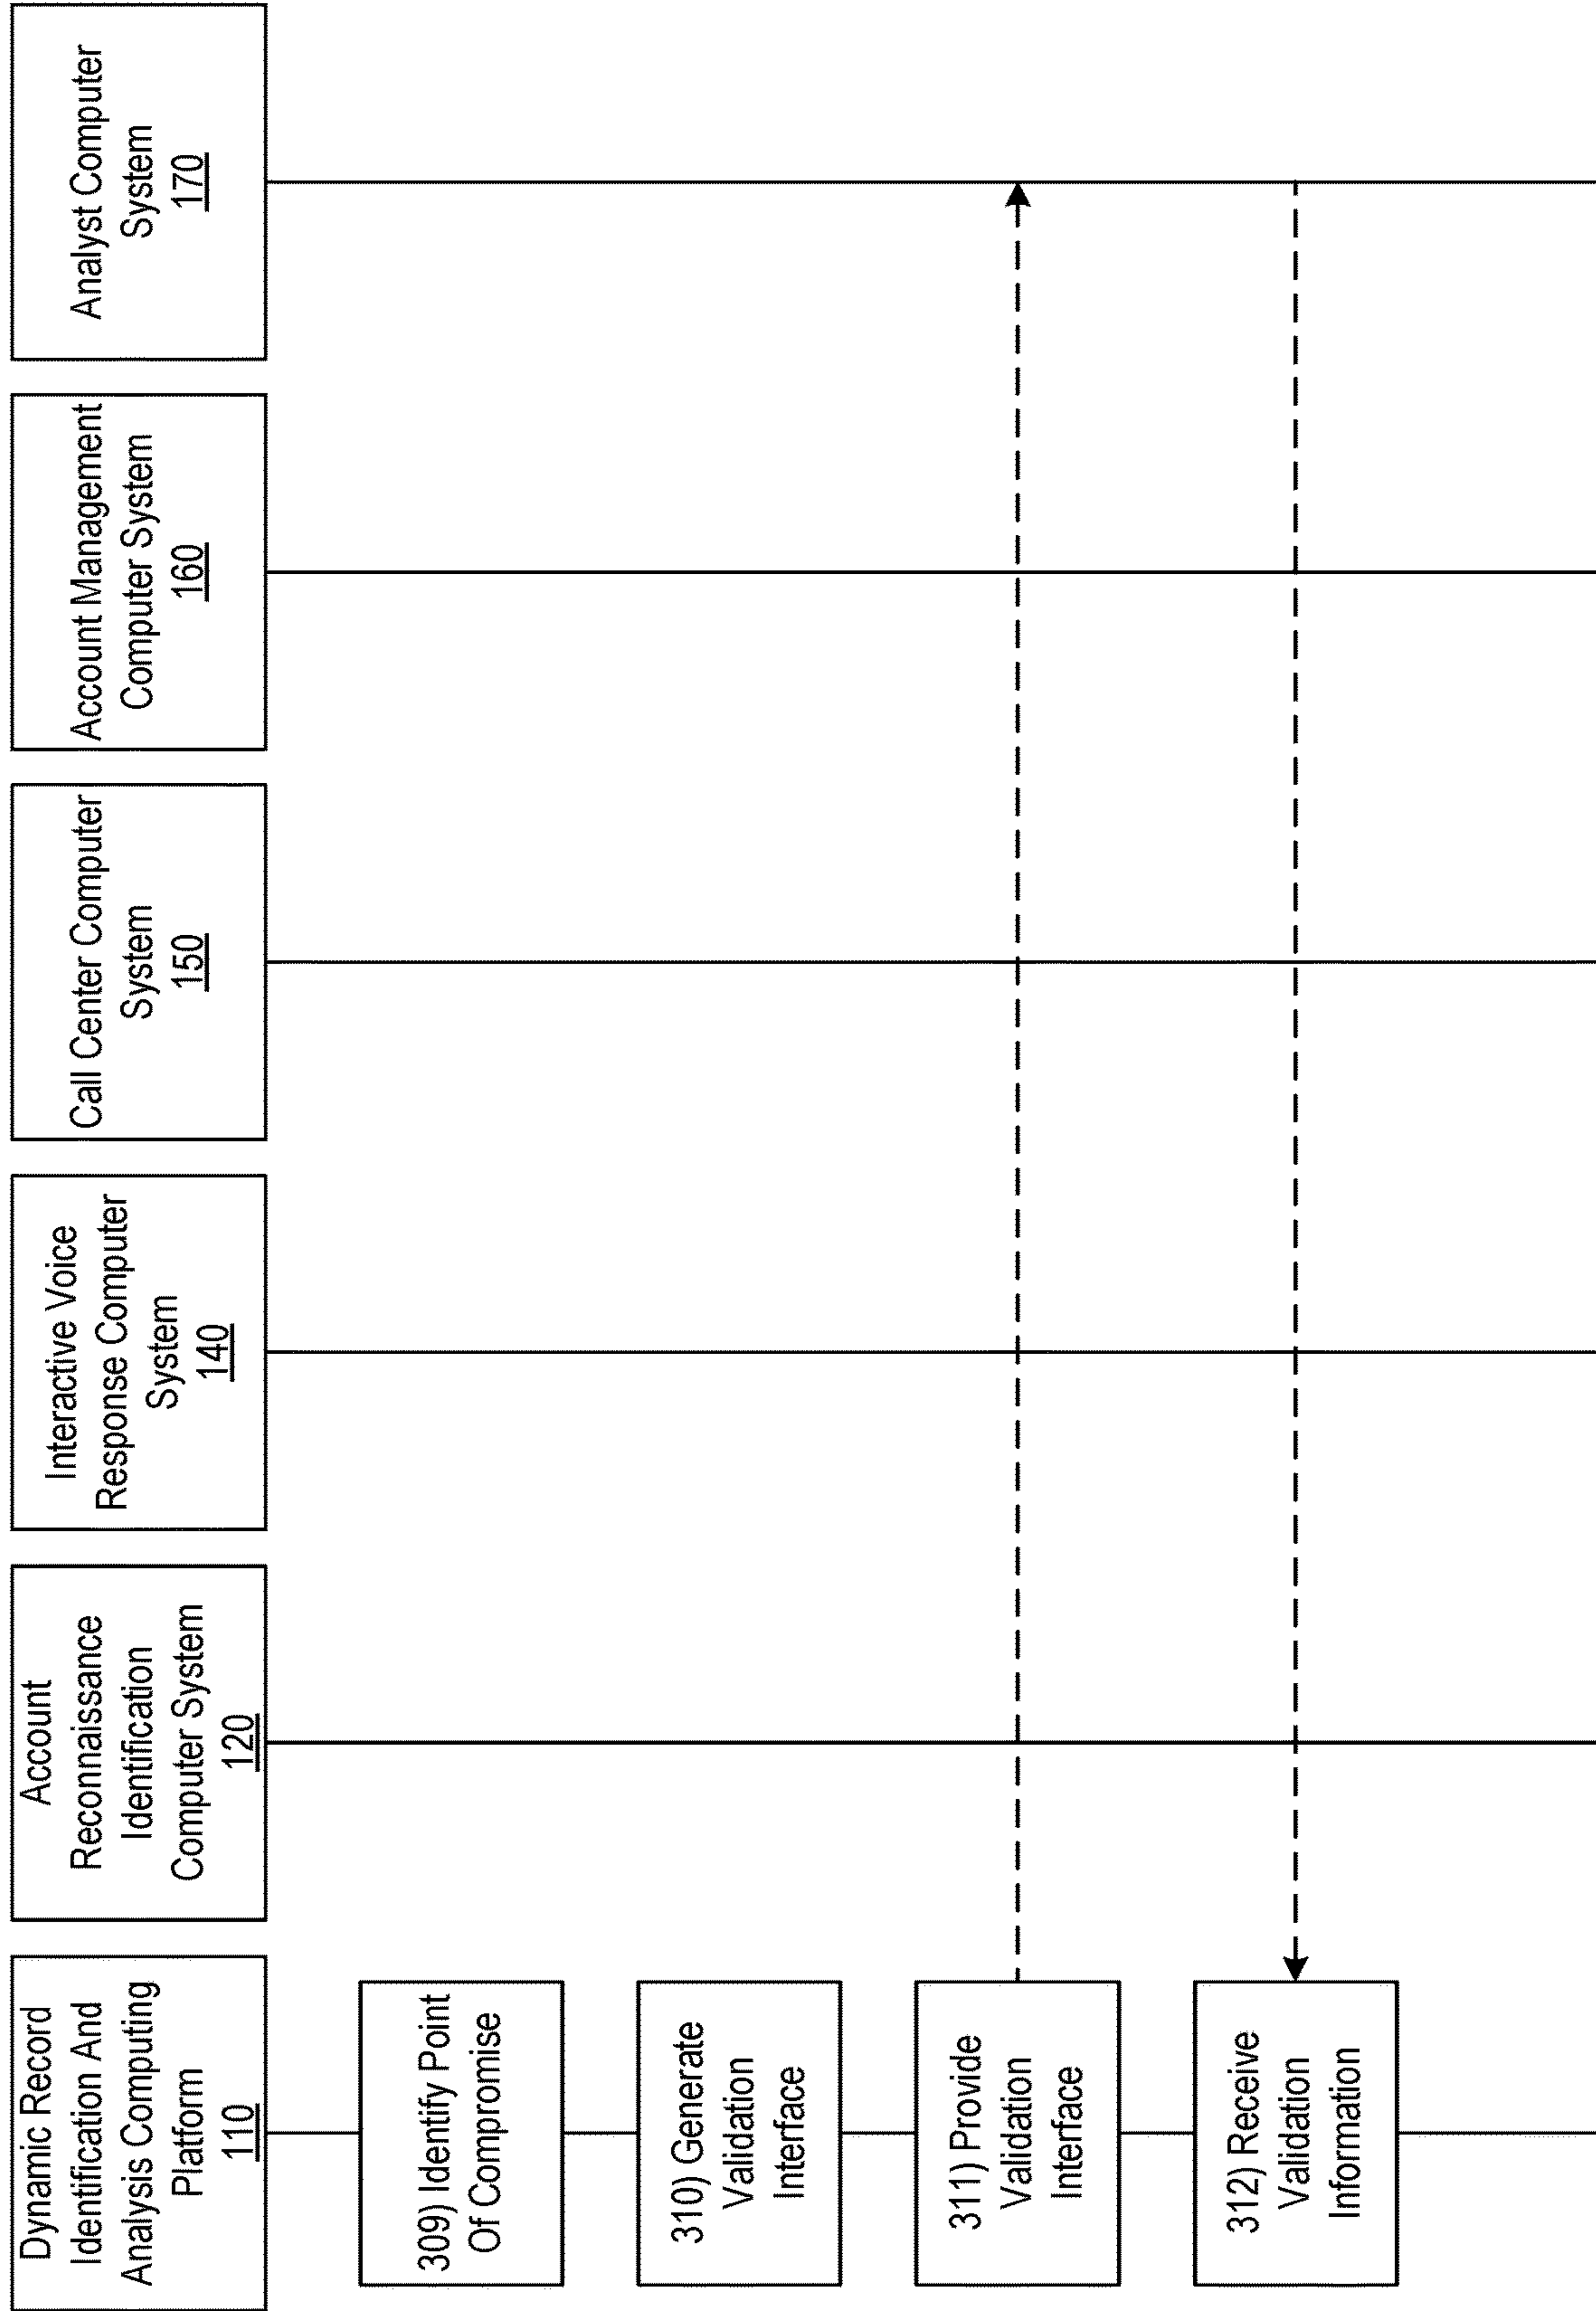 Dynamic Record
Identification And
Analysis Computing
Platform
110
Account
Reconnaissance
Identification
Computer System
120
Interactive Voice
Response Computer
System
140
Call Center Computer
System
150
Account Management
Computer System
160
Analyst Computer
System
170
309) Identify Point
Of Compromise
310) Generate
Validation
Interface
311) Provide
Validation
Interface
312) Receive
Validation
Information